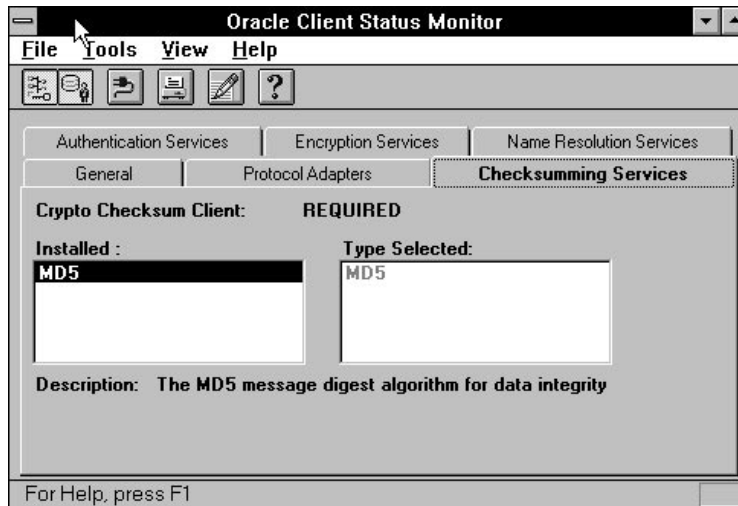 Oracle Client Status Monitor
File Tools View Help
?
Authentication Services Encryption Services Name Resolution Services
General Protocol Adapters Checksumming Services
Crypto Checksum Client: REQUIRED
Installed : Type Selected:
MD5 MD5
Description: The MD5 message digest algorithm for data integrity
For Help, press F1